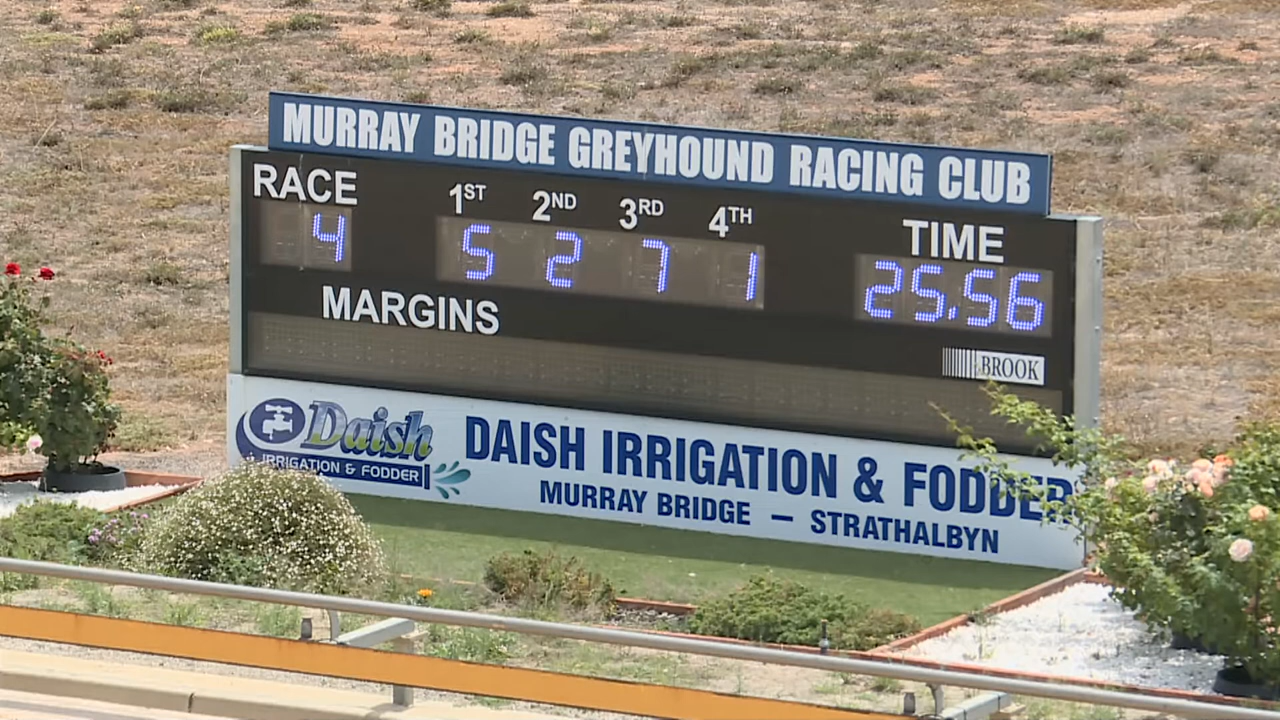 MURRAY BRIDGE GREYHOUND RACING CLUB
RACE 1ST 2ND 3RD 4TH TIME
4 5 2 7 1 25.56
MARGINS
BROOK
Daish
IRRIGATION & FODDER
DAISH IRRIGATION & FODDER
MURRAY BRIDGE — STRATHALBYN